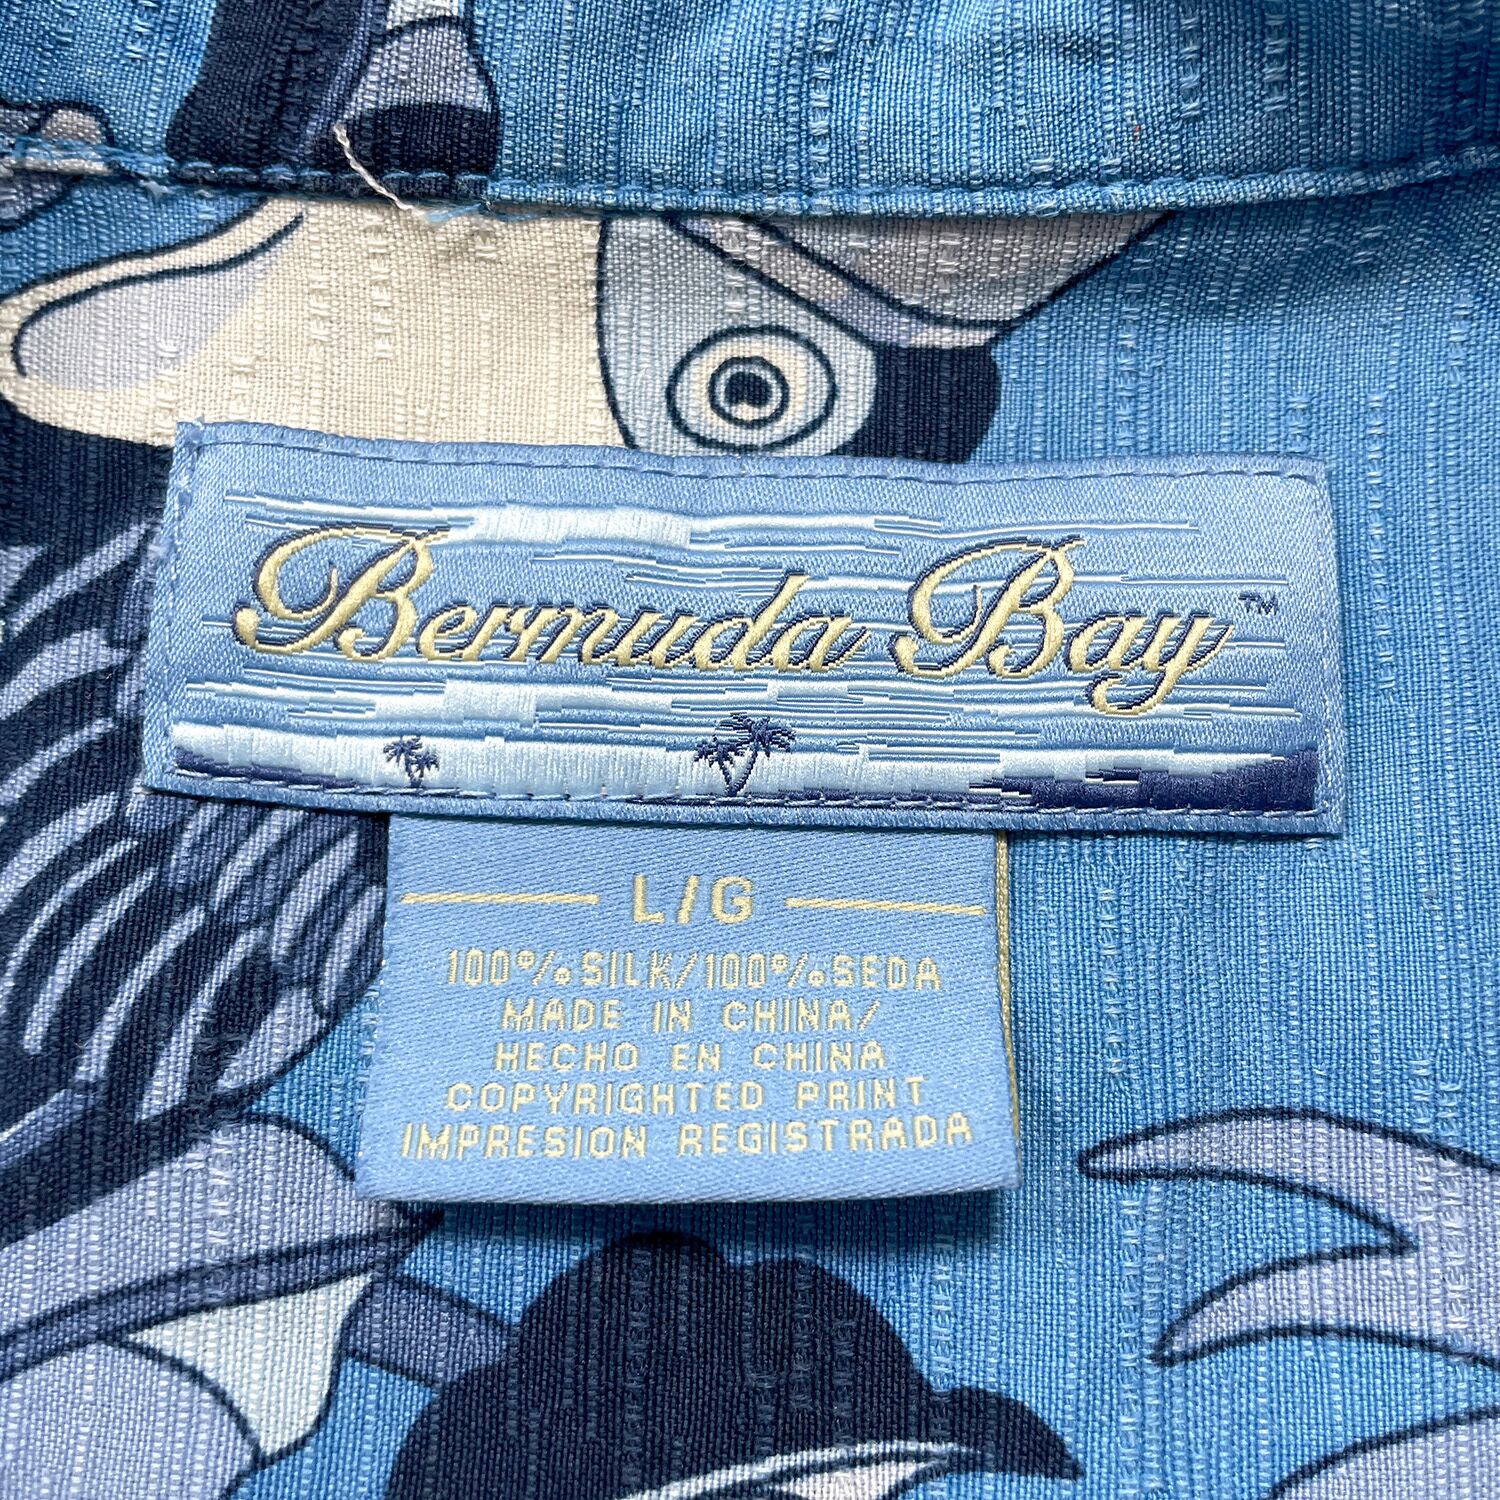 Bermuda Bay™
L/G
100%SILK/100%SEDA
MADE IN CHINA/
HECHO EN CHINA
COPYRIGHTED PRINT
IMPRESION REGISTRADA